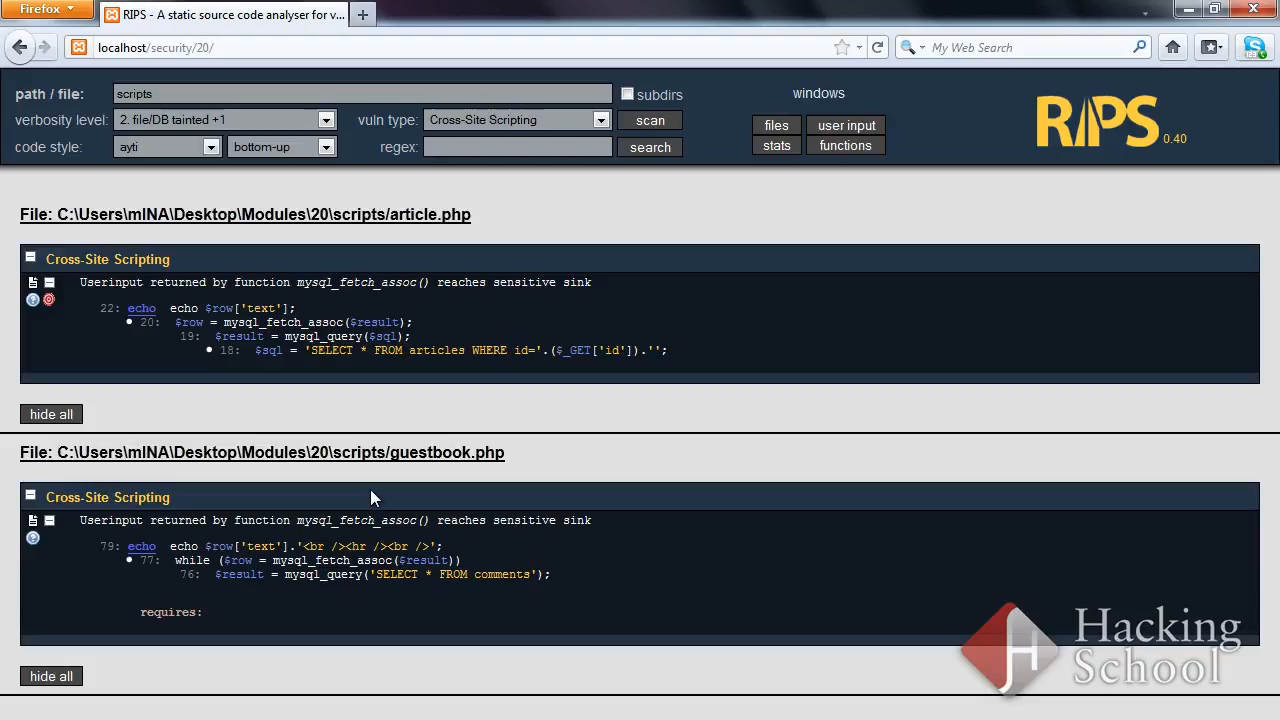 Firefox
RIPS - A static source code analyser for v...
localhost/security/20/
My Web Search
path / file: scripts subdirs windows
verbosity level: 2. file/DB tainted +1 vuln type: Cross-Site Scripting scan files user input
code style: ayti bottom-up regex: search stats functions
RIPS 0.40
File: C:\Users\mINA\Desktop\Modules\20\scripts/article.php
Cross-Site Scripting
Userinput returned by function mysql_fetch_assoc() reaches sensitive sink
22: echo echo $row['text'];
20: $row = mysql_fetch_assoc($result);
19: $result = mysql_query($sql);
18: $sql = 'SELECT * FROM articles WHERE id='.($_GET['id']).'';
hide all
File: C:\Users\mINA\Desktop\Modules\20\scripts/guestbook.php
Cross-Site Scripting
Userinput returned by function mysql_fetch_assoc() reaches sensitive sink
79: echo echo $row['text'].'<br /><hr /><br />';
77: while ($row = mysql_fetch_assoc($result))
76: $result = mysql_query('SELECT * FROM comments');
requires:
hide all
Hacking
School